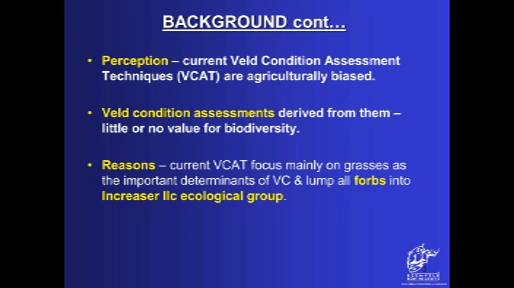 BACKGROUND cont…
• Perception – current Veld Condition Assessment
Techniques (VCAT) are agriculturally biased.
• Veld condition assessments derived from them –
little or no value for biodiversity.
• Reasons – current VCAT focus mainly on grasses as
the important determinants of VC & lump all forbs into
Increaser IIc ecological group.